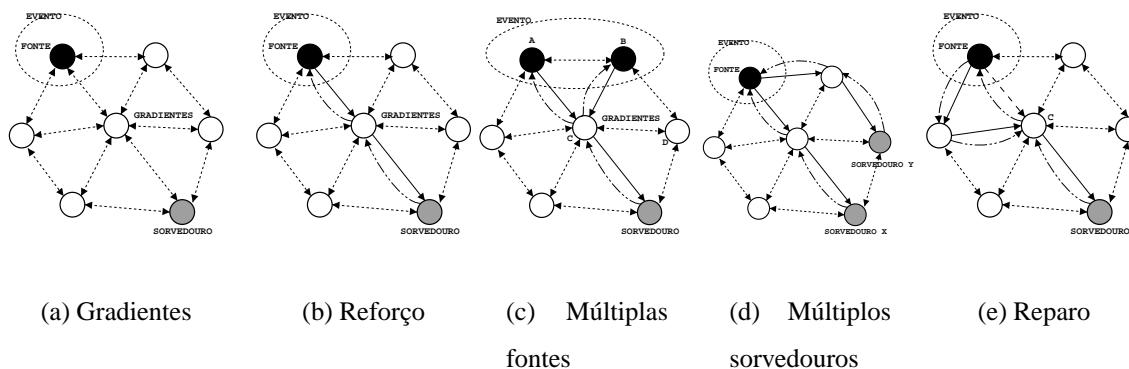 EVENTO
FONTE
GRADIENTES
SORVEDOURO
(a) Gradientes
EVENTO
FONTE
GRADIENTES
SORVEDOURO
(b) Reforço
EVENTO
A
B
GRADIENTES
C
D
SORVEDOURO
(c) Múltiplas
fontes
EVENTO
FONTE
SORVEDOURO Y
SORVEDOURO X
(d) Múltiplos
sorvedouros
EVENTO
FONTE
C
SORVEDOURO
(e) Reparo